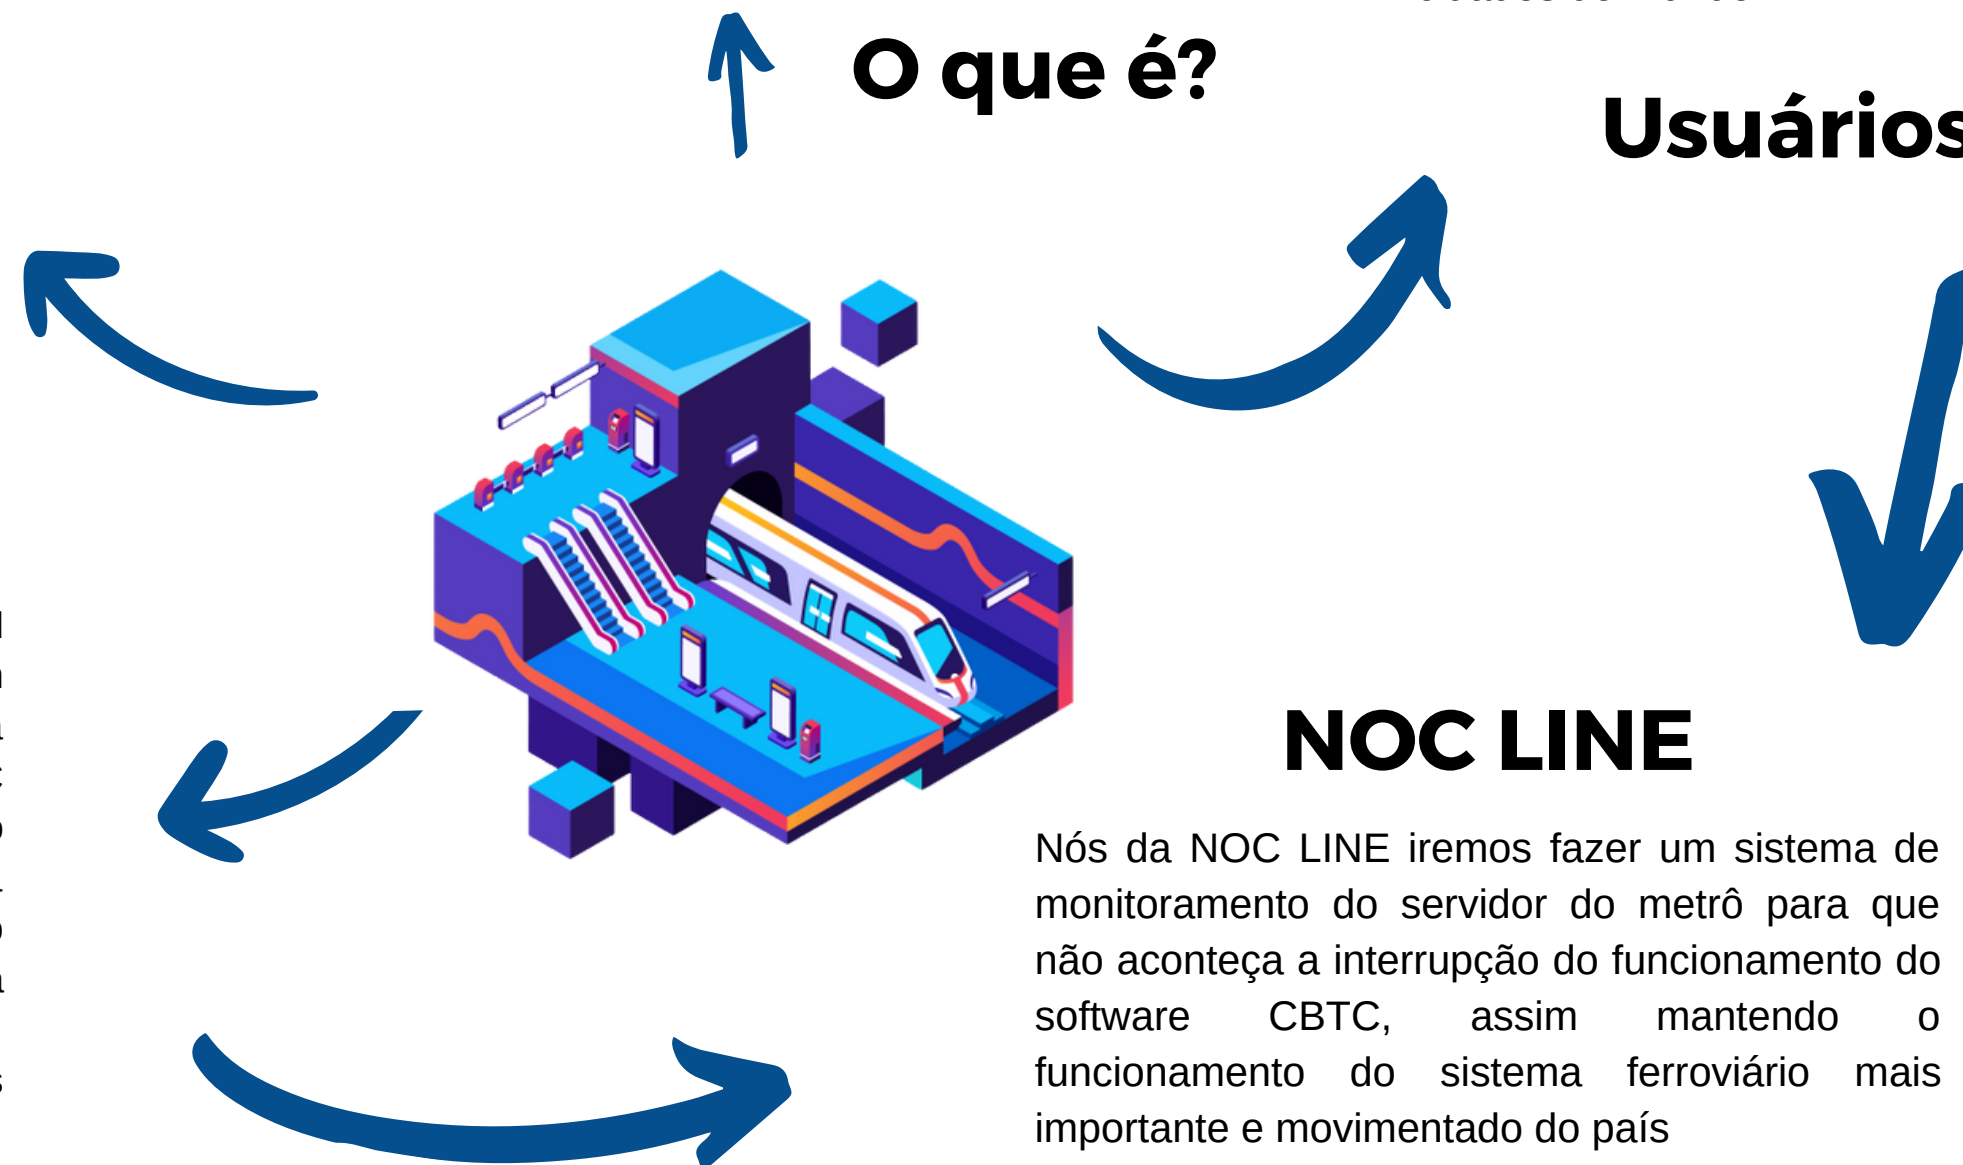 O que é?
Usuários
NOC LINE
Nós da NOC LINE iremos fazer um sistema de
monitoramento do servidor do metrô para que
não aconteça a interrupção do funcionamento do
software CBTC, assim mantendo o
funcionamento do sistema ferroviário mais
importante e movimentado do país